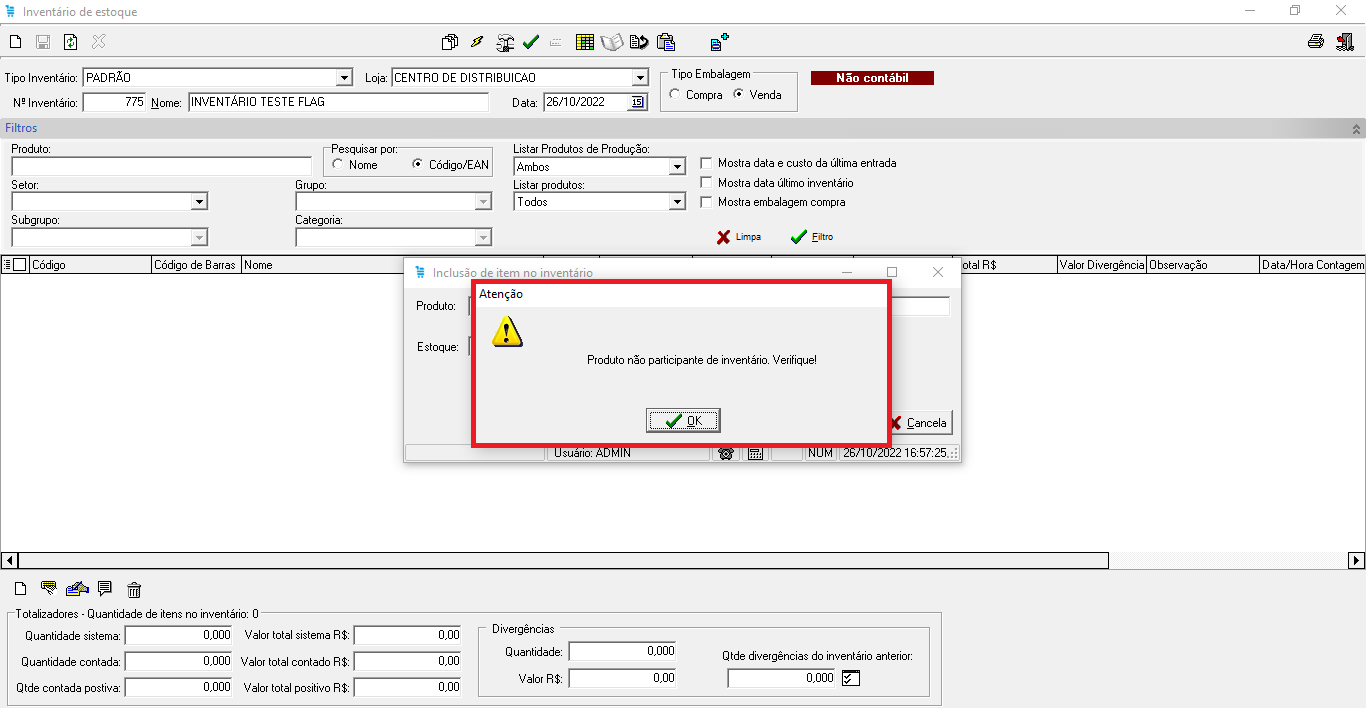 Inventário de estoque
Tipo Inventário: PADRÃO Loja: CENTRO DE DISTRIBUICAO Tipo Embalagem Não contábil
Compra Venda
Nº Inventário: 775 Nome: INVENTÁRIO TESTE FLAG Data: 26/10/2022 15
Filtros
Produto: Pesquisar por: Listar Produtos de Produção:
Nome Código/EAN Ambos Mostra data e custo da última entrada
Setor: Grupo: Listar produtos: Mostra data último inventário
Todos Mostra embalagem compra
Subgrupo: Categoria:
Limpa Filtro
Código Código de Barras Nome otal R$ Valor Divergência Observação Data/Hora Contagem
Inclusão de item no inventário
Atenção
Produto:
Estoque:
Produto não participante de inventário. Verifique!
OK
Cancela
Usuário: ADMIN NUM 26/10/2022 16:57:25
Totalizadores - Quantidade de itens no inventário: 0
Quantidade sistema: 0,000 Valor total sistema R$: 0,00
Quantidade contada: 0,000 Valor total contado R$: 0,00
Qtde contada postiva: 0,000 Valor total positivo R$: 0,00
Divergências
Quantidade: 0,000 Qtde divergências do inventário anterior:
Valor R$: 0,00 0,000